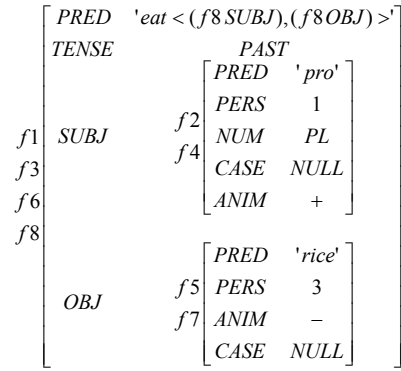 PRED 'eat < (f8 SUBJ), (f8 OBJ) >'
TENSE PAST
PRED 'pro'
PERS 1
f2
f1 SUBJ NUM PL
f4
f3 CASE NULL
f6 ANIM +
f8
PRED 'rice'
f5 PERS 3
OBJ
f7 ANIM −
CASE NULL